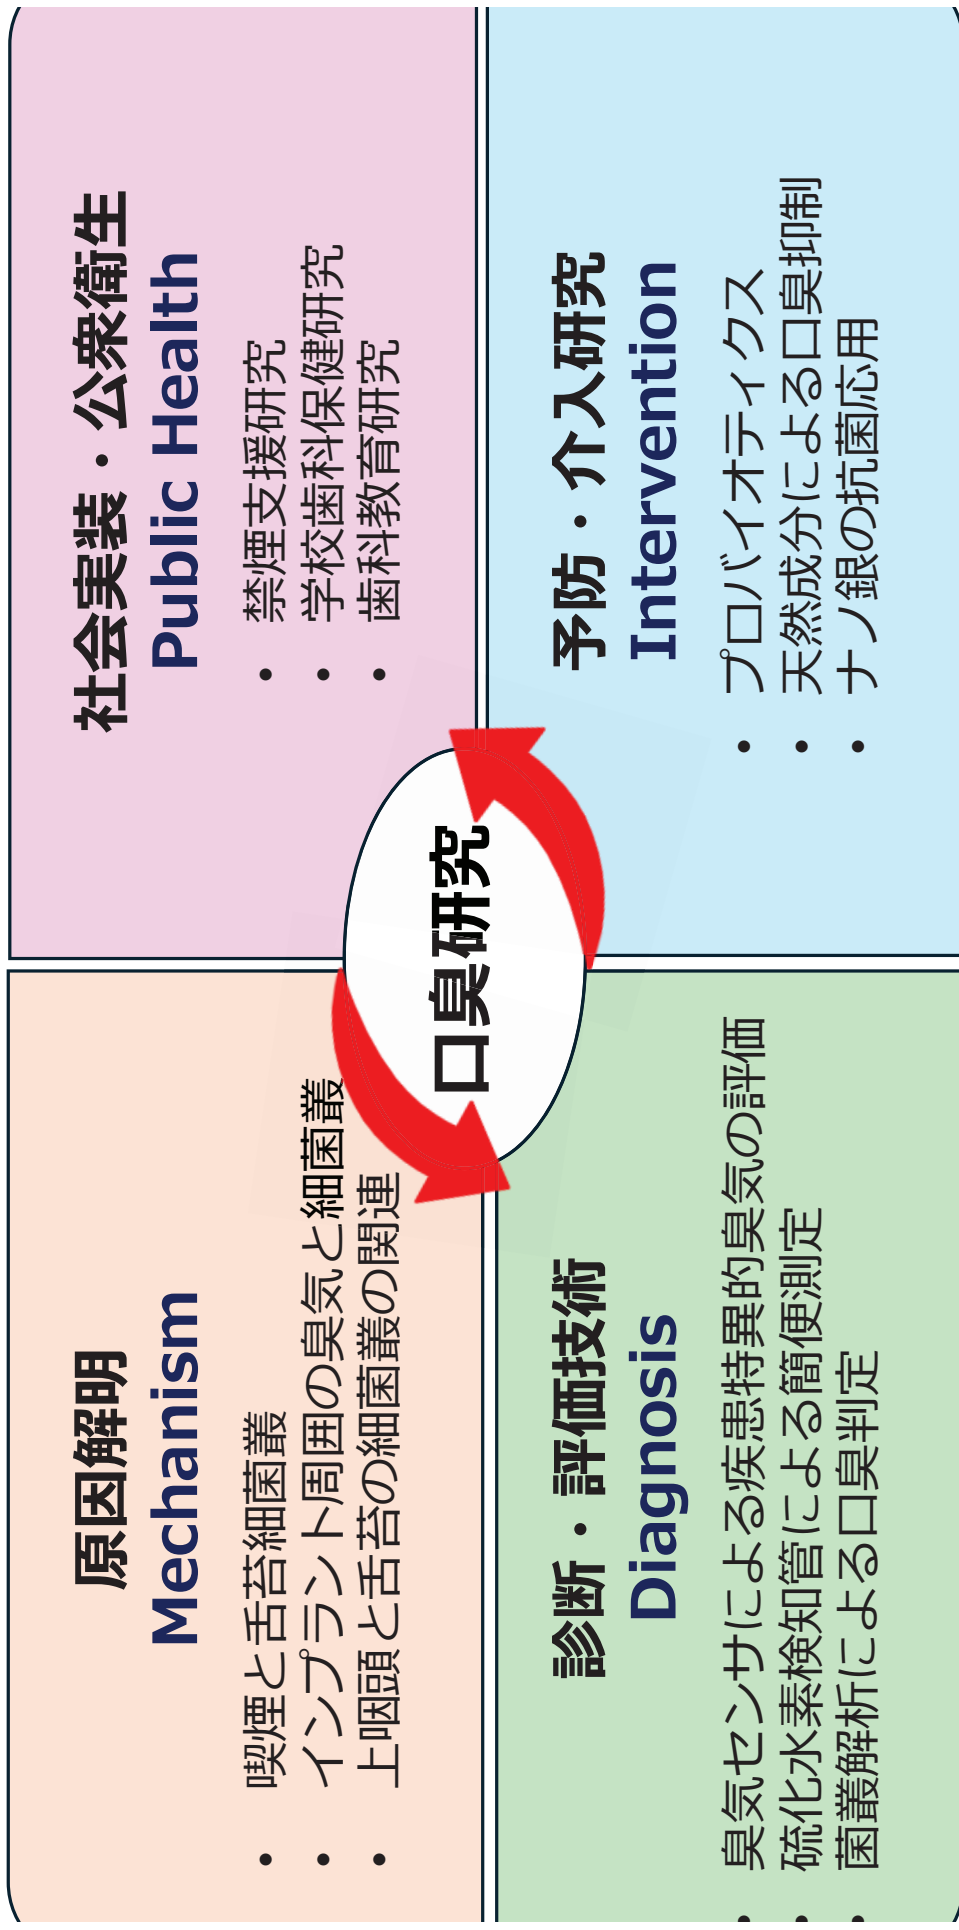 原因解明
Mechanism
• 喫煙と舌苔細菌叢
• インプラント周囲の臭気と細菌叢
• 上咽頭と舌苔の細菌叢の関連
社会実装・公衆衛生
Public Health
• 禁煙支援研究
• 学校歯科保健研究
• 歯科教育研究
口臭研究
診断・評価技術
Diagnosis
• 臭気センサによる疾患特異的臭気の評価
• 硫化水素検知管による簡便測定
• 菌叢解析による口臭判定
予防・介入研究
Intervention
• プロバイオティクス
• 天然成分による口臭抑制
• ナノ銀の抗菌応用